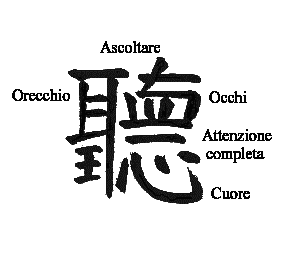 Ascoltare
Orecchio
聽
Occhi
Attenzione
completa
Cuore